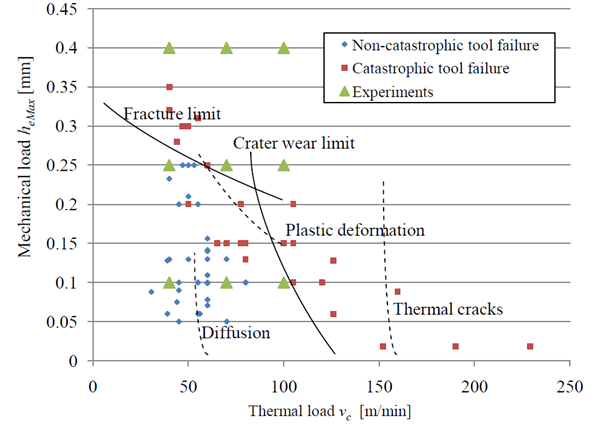 0.45
0.4
0.35
0.3
0.25
0.2
0.15
0.1
0.05
0
Mechanical load heMax [mm]
Non-catastrophic tool failure
Catastrophic tool failure
Experiments
Fracture limit
Crater wear limit
Plastic deformation
Thermal cracks
Diffusion
0 50 100 150 200 250
Thermal load vc [m/min]